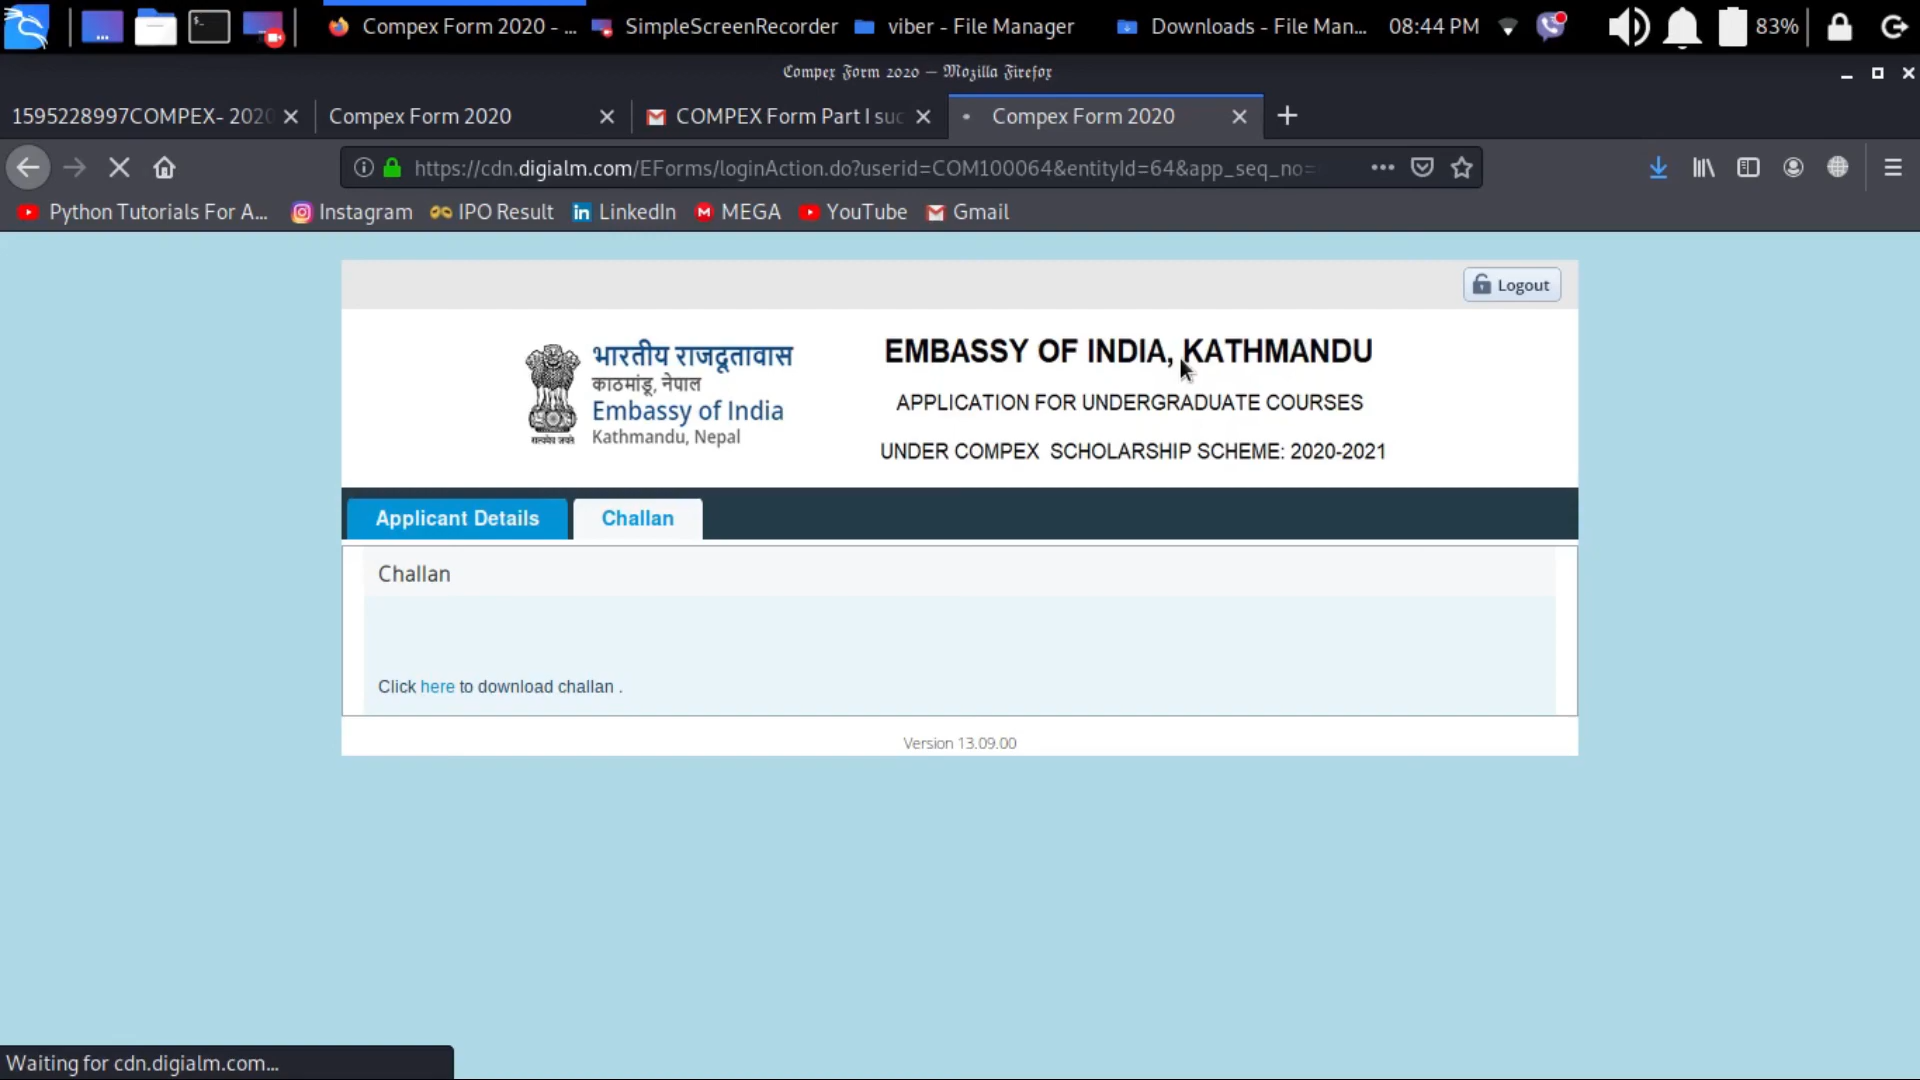 Compex Form 2020 - ...
SimpleScreenRecorder
viber - File Manager
Downloads - File Man...
08:44 PM
83%
Compex Form 2020 — Mozilla Firefox
1595228997COMPEX- 2020
Compex Form 2020
COMPEX Form Part I suc
Compex Form 2020
https://cdn.digialm.com/EForms/loginAction.do?userid=COM100064&entityId=64&app_seq_no=
Python Tutorials For A...
Instagram
IPO Result
LinkedIn
MEGA
YouTube
Gmail
Logout
भारतीय राजदूतावास
काठमांडू, नेपाल
Embassy of India
Kathmandu, Nepal
सत्यमेव जयते
EMBASSY OF INDIA, KATHMANDU
APPLICATION FOR UNDERGRADUATE COURSES
UNDER COMPEX SCHOLARSHIP SCHEME: 2020-2021
Applicant Details
Challan
Challan
Click here to download challan .
Version 13.09.00
Waiting for cdn.digialm.com...